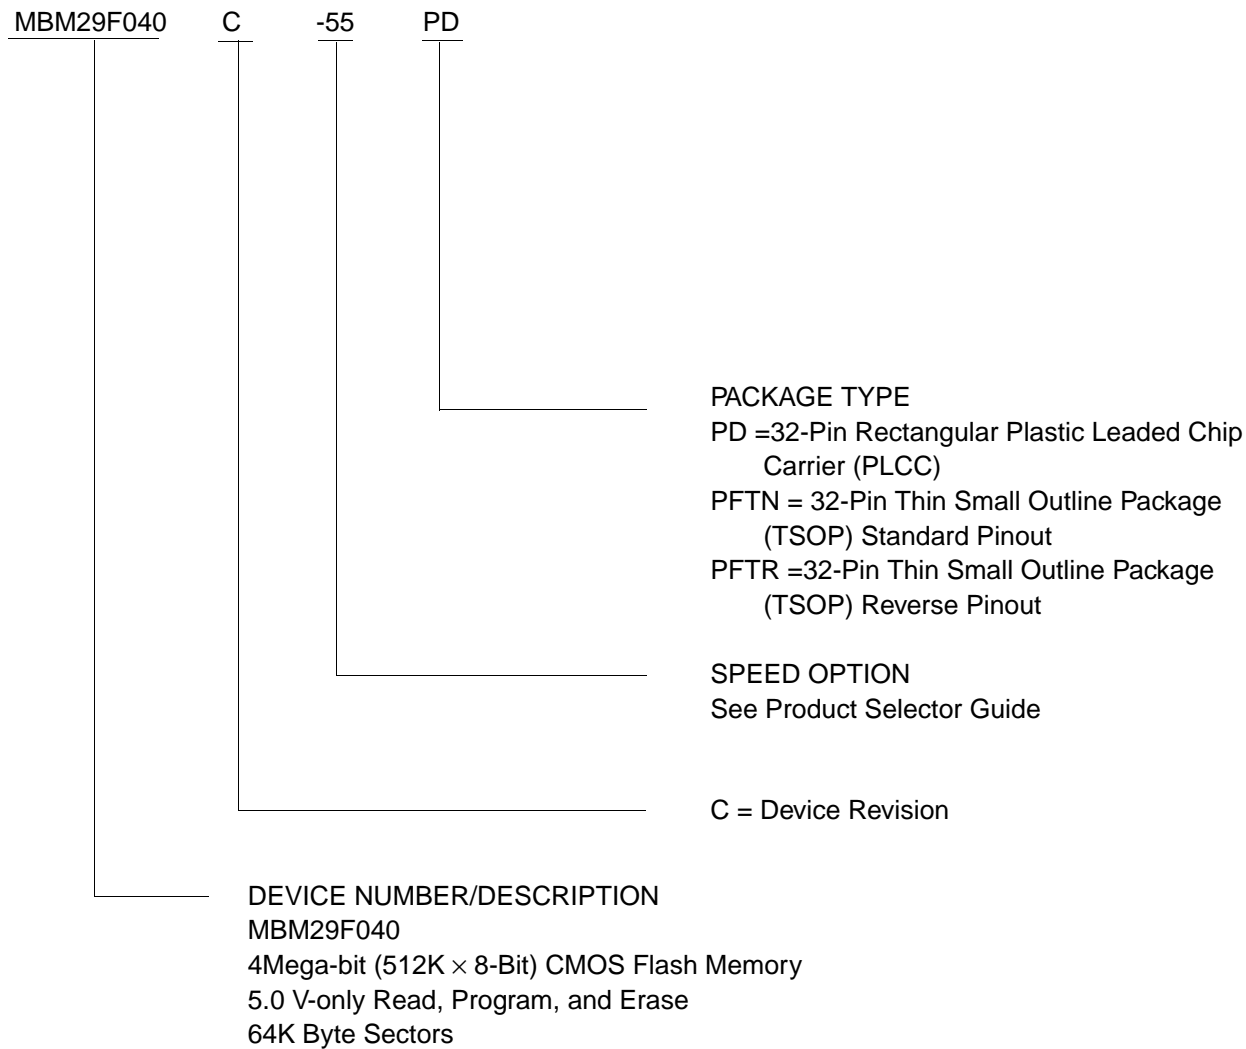 MBM29F040 C -55 PD
PACKAGE TYPE
PD =32-Pin Rectangular Plastic Leaded Chip
Carrier (PLCC)
PFTN = 32-Pin Thin Small Outline Package
(TSOP) Standard Pinout
PFTR =32-Pin Thin Small Outline Package
(TSOP) Reverse Pinout
SPEED OPTION
See Product Selector Guide
C = Device Revision
DEVICE NUMBER/DESCRIPTION
MBM29F040
4Mega-bit (512K × 8-Bit) CMOS Flash Memory
5.0 V-only Read, Program, and Erase
64K Byte Sectors